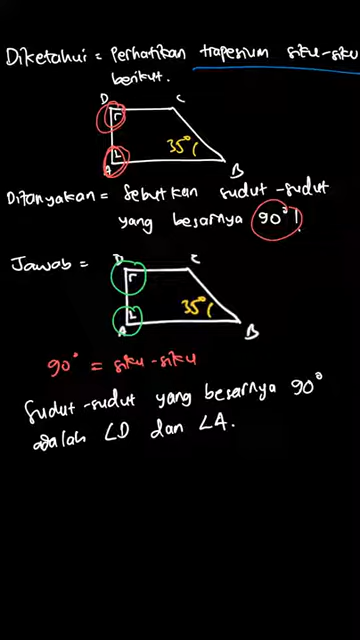 Diketahui = Perhatikan trapesium siku-siku
berikut.
D
C
35°
A
B
Ditanyakan = Sebutkan sudut-sudut
yang besarnya 90°!
Jawab =
D
C
35°
A
B
90° = siku-siku
Sudut-sudut yang besarnya 90°
adalah ∠D dan ∠A.